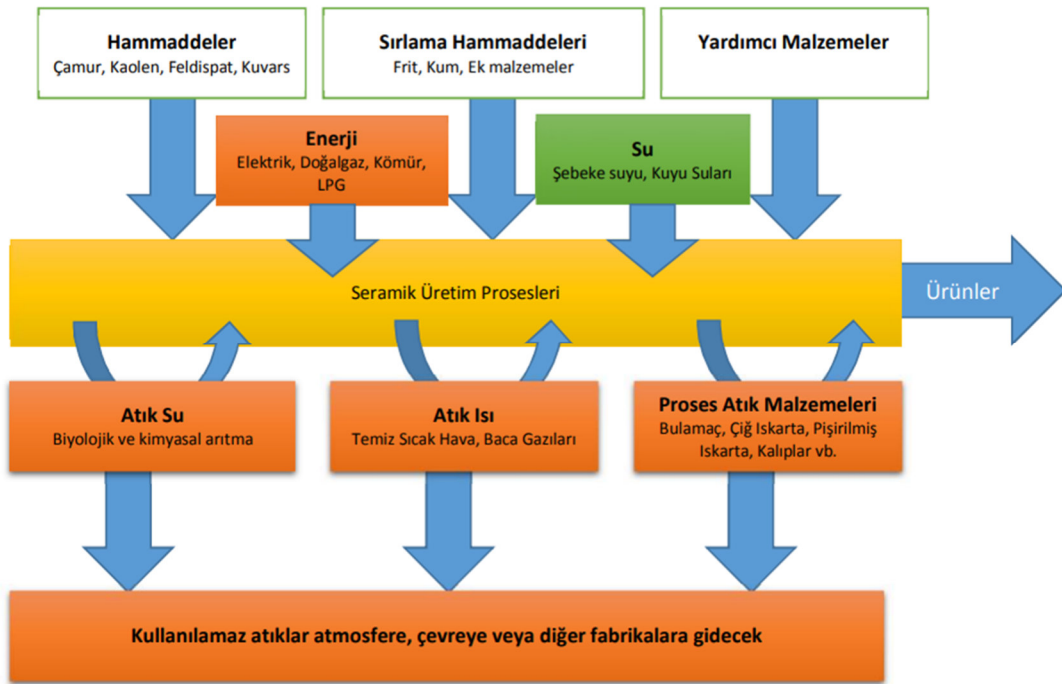 Hammaddeler
Çamur, Kaolen, Feldispat, Kuvars
Sırlama Hammaddeleri
Frit, Kum, Ek malzemeler
Yardımcı Malzemeler
Enerji
Elektrik, Doğalgaz, Kömür,
LPG
Su
Şebeke suyu, Kuyu Suları
Seramik Üretim Prosesleri
Ürünler
Atık Su
Biyolojik ve kimyasal arıtma
Atık Isı
Temiz Sıcak Hava, Baca Gazıları
Proses Atık Malzemeleri
Bulamaç, Çiğ Iskarta, Pişirilmiş
Iskarta, Kalıplar vb.
Kullanılamaz atıklar atmosfere, çevreye veya diğer fabrikalara gidecek